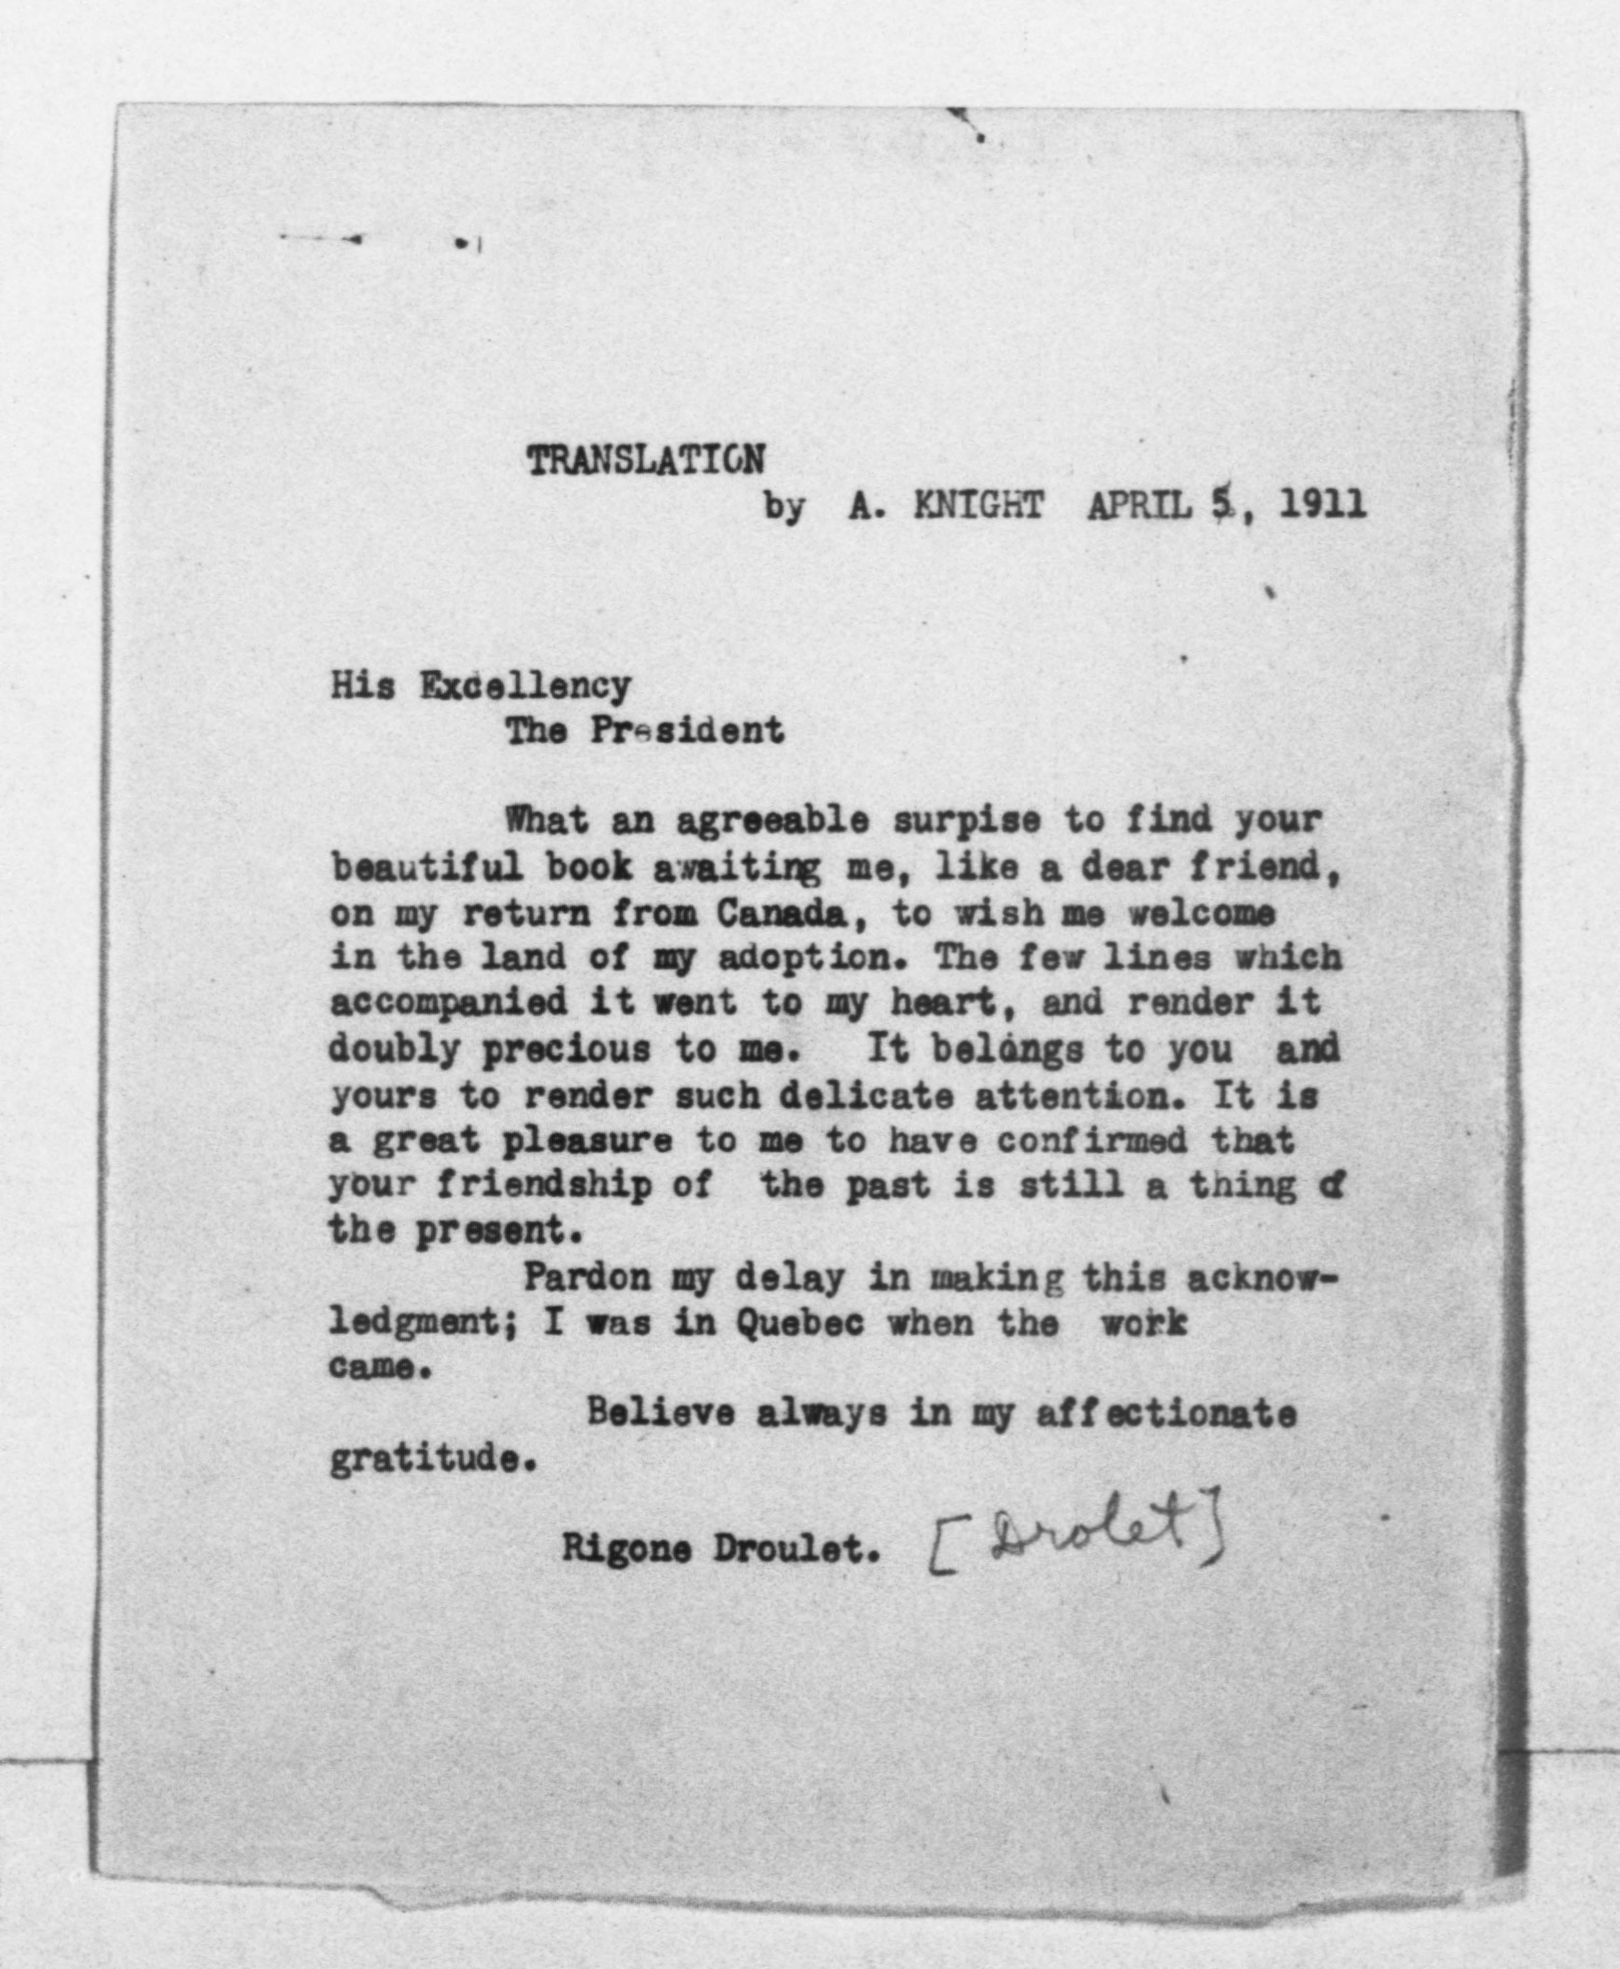 TRANSLATION
by A. KNIGHT APRIL 5, 1911
His Excellency
The President
What an agreeable surpise to find your
beautiful book awaiting me, like a dear friend,
on my return from Canada, to wish me welcome
in the land of my adoption. The few lines which
accompanied it went to my heart, and render it
doubly precious to me. It belongs to you and
yours to render such delicate attention. It is
a great pleasure to me to have confirmed that
your friendship of the past is still a thing of
the present.
Pardon my delay in making this acknow-
ledgment; I was in Quebec when the work
came.
Believe always in my affectionate
gratitude.
Rigone Droulet. [Drolet]